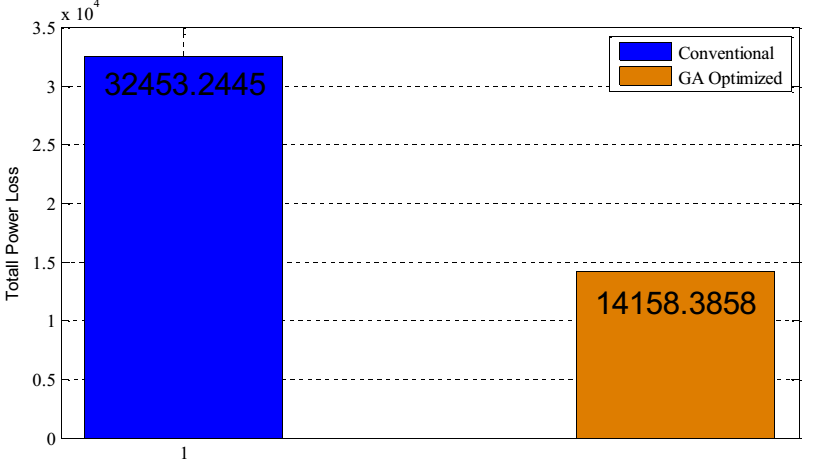 x 10^4
3.5
3
2.5
2
1.5
1
0.5
0
Totall Power Loss
32453.2445
14158.3858
Conventional
GA Optimized
1